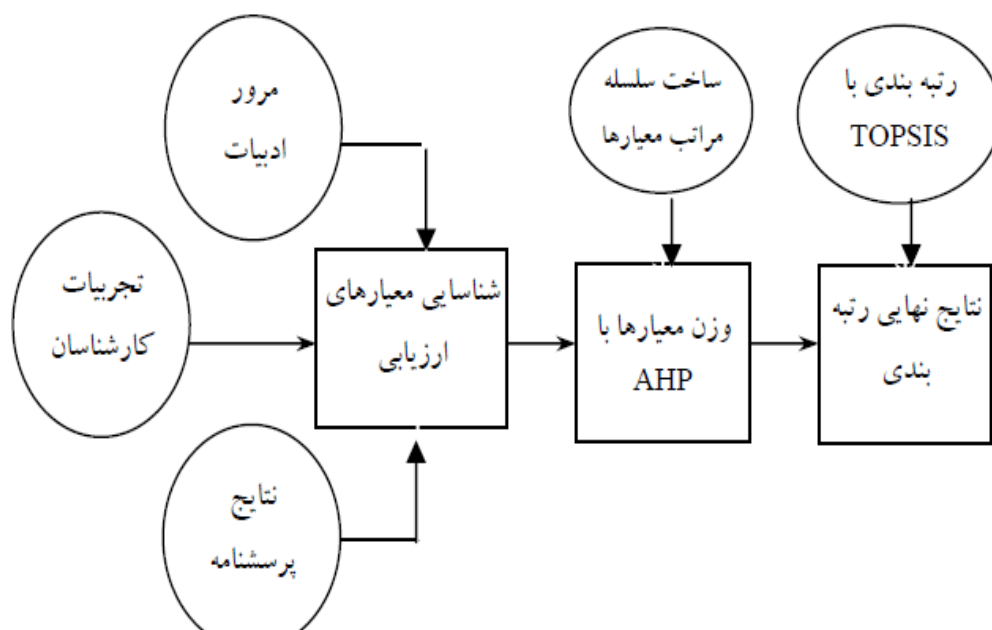 مرور
ادبیات
تجربیات
کارشناسان
نتایج
پرسشنامه
شناسایی معیارهای
ارزیابی
ساخت سلسله
مراتب معیارها
وزن معیارها با
AHP
رتبه بندی با
TOPSIS
نتایج نهایی رتبه
بندی